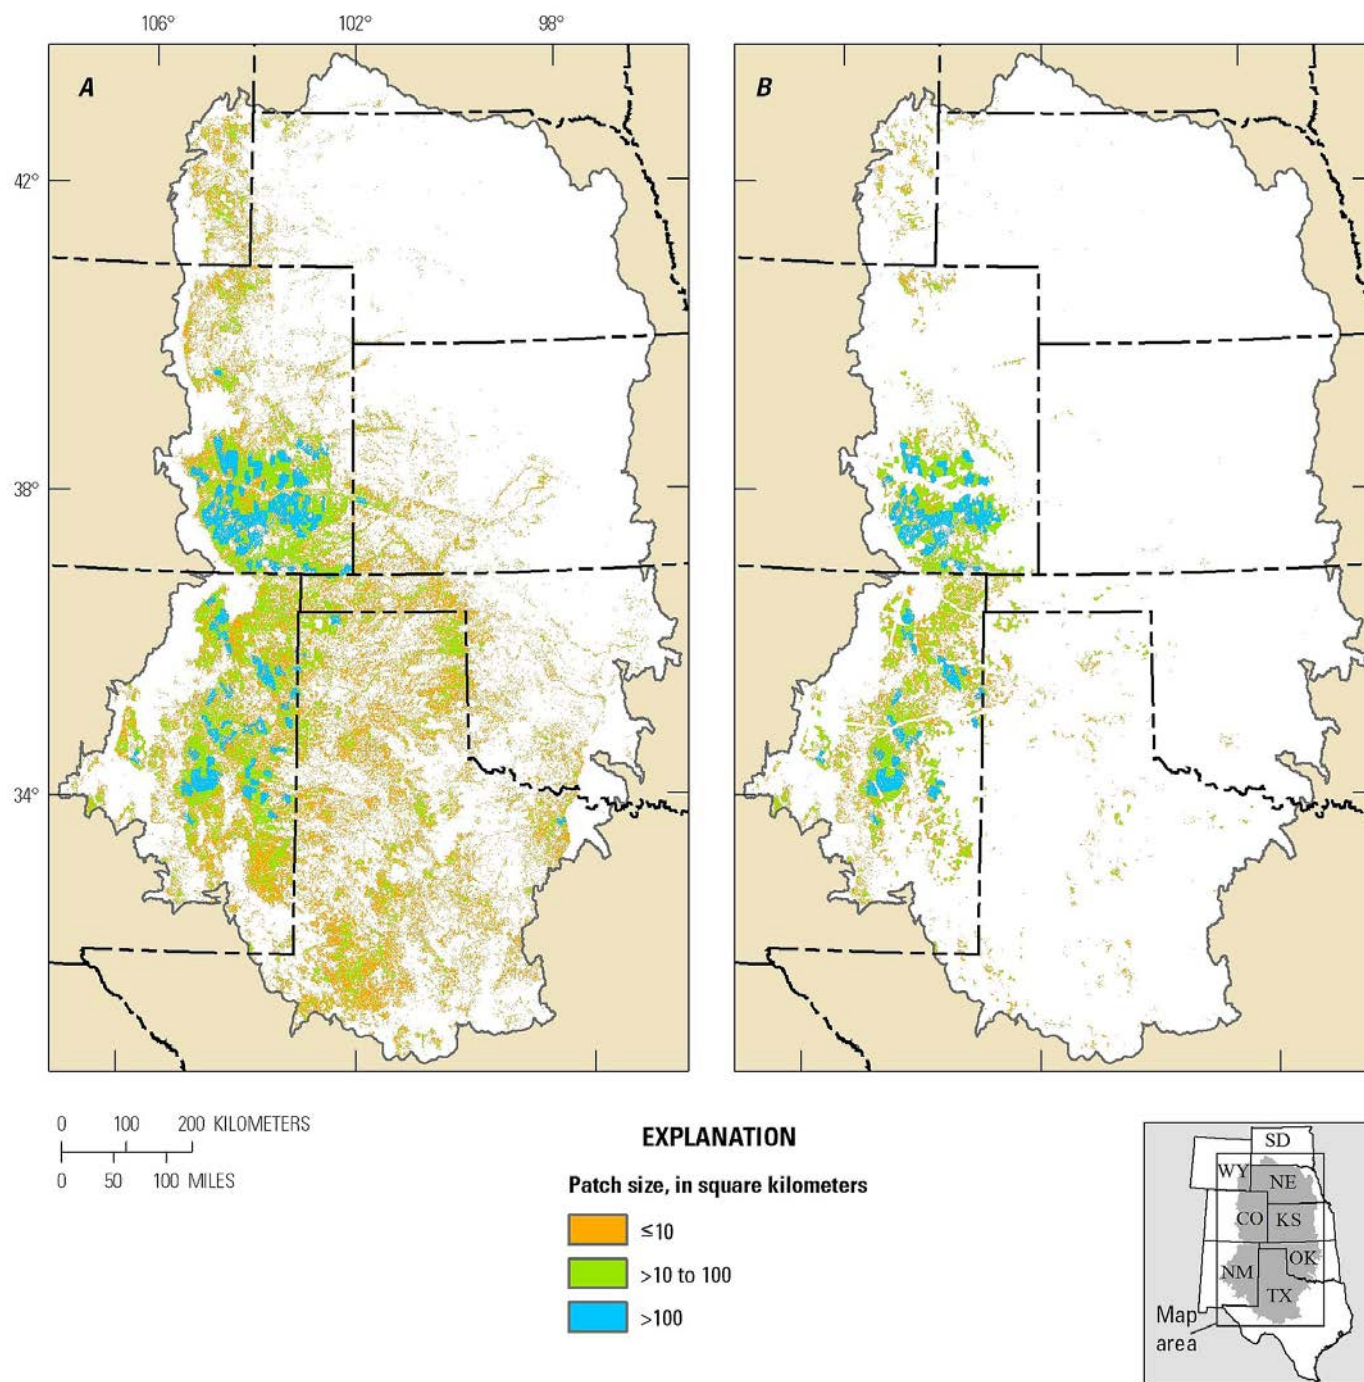 106° 102° 98°
A
B
42°
38°
34°
0 100 200 KILOMETERS
0 50 100 MILES
EXPLANATION
Patch size, in square kilometers
≤10
>10 to 100
>100
SD
WY
NE
CO
KS
NM
OK
TX
Map
area